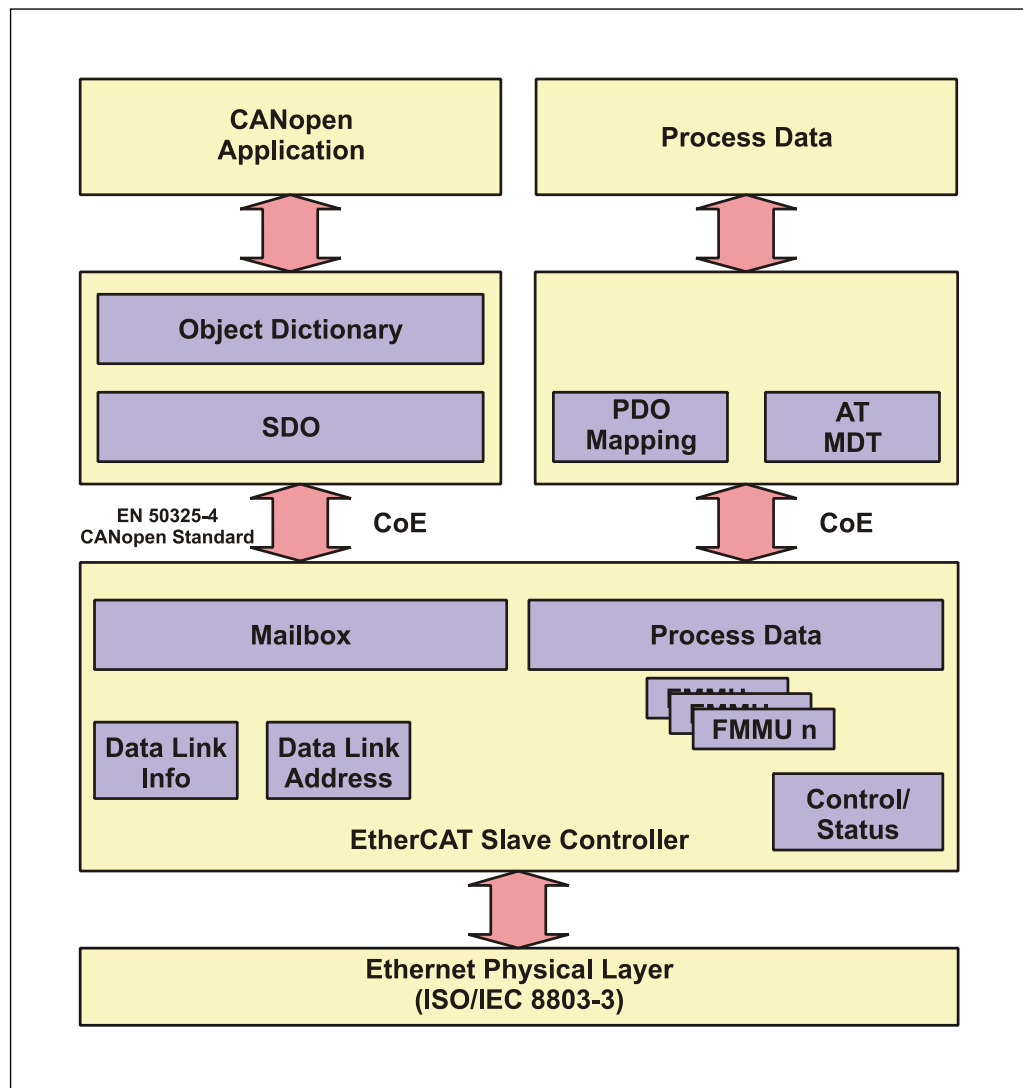 CANopen
Application
Process Data
Object Dictionary
SDO
PDO
Mapping
AT
MDT
EN 50325-4
CANopen Standard
CoE
CoE
Mailbox
Process Data
FMMU
FMMU
FMMU n
Data Link
Info
Data Link
Address
Control/
Status
EtherCAT Slave Controller
Ethernet Physical Layer
(ISO/IEC 8803-3)